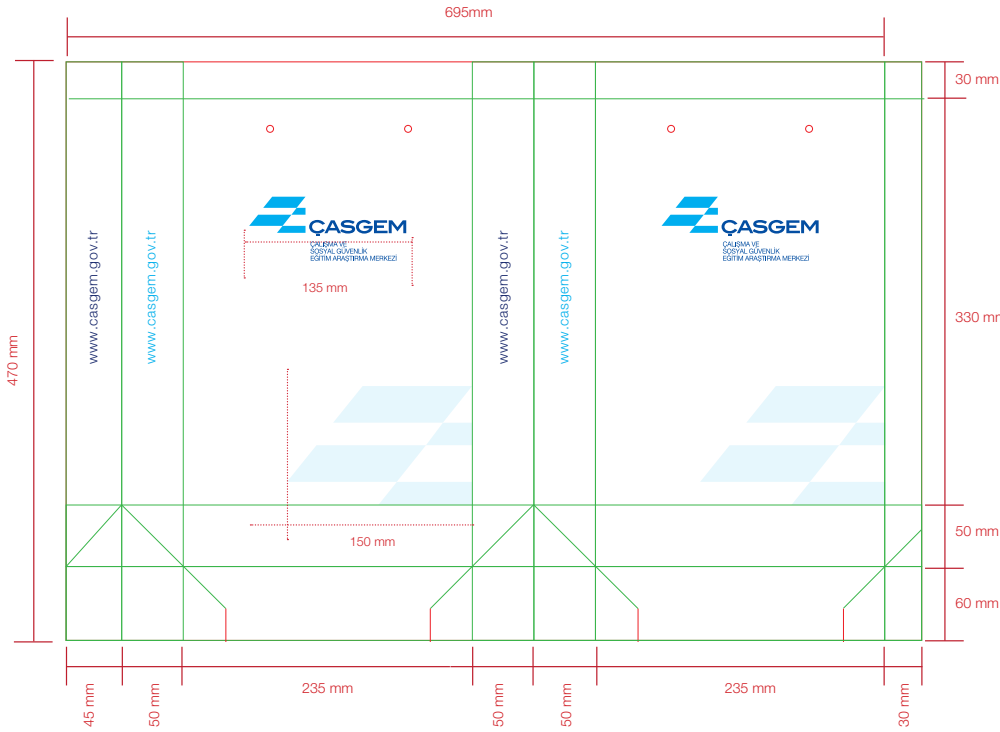 695mm
30 mm
ÇASGEM
ÇALIŞMA VE
SOSYAL GÜVENLİK
EĞİTİM ARAŞTIRMA MERKEZİ
135 mm
ÇASGEM
ÇALIŞMA VE
SOSYAL GÜVENLİK
EĞİTİM ARAŞTIRMA MERKEZİ
www.casgem.gov.tr
www.casgem.gov.tr
www.casgem.gov.tr
www.casgem.gov.tr
470 mm
330 mm
150 mm
50 mm
60 mm
45 mm
50 mm
235 mm
50 mm
50 mm
235 mm
30 mm